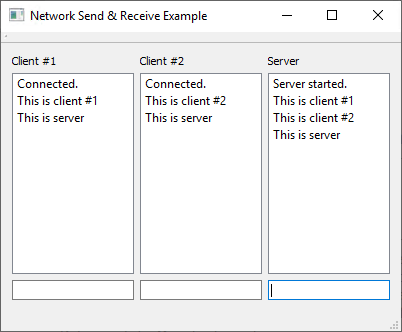 Network Send & Receive Example
Client #1
Connected.
This is client #1
This is server
Client #2
Connected.
This is client #2
This is server
Server
Server started.
This is client #1
This is client #2
This is server